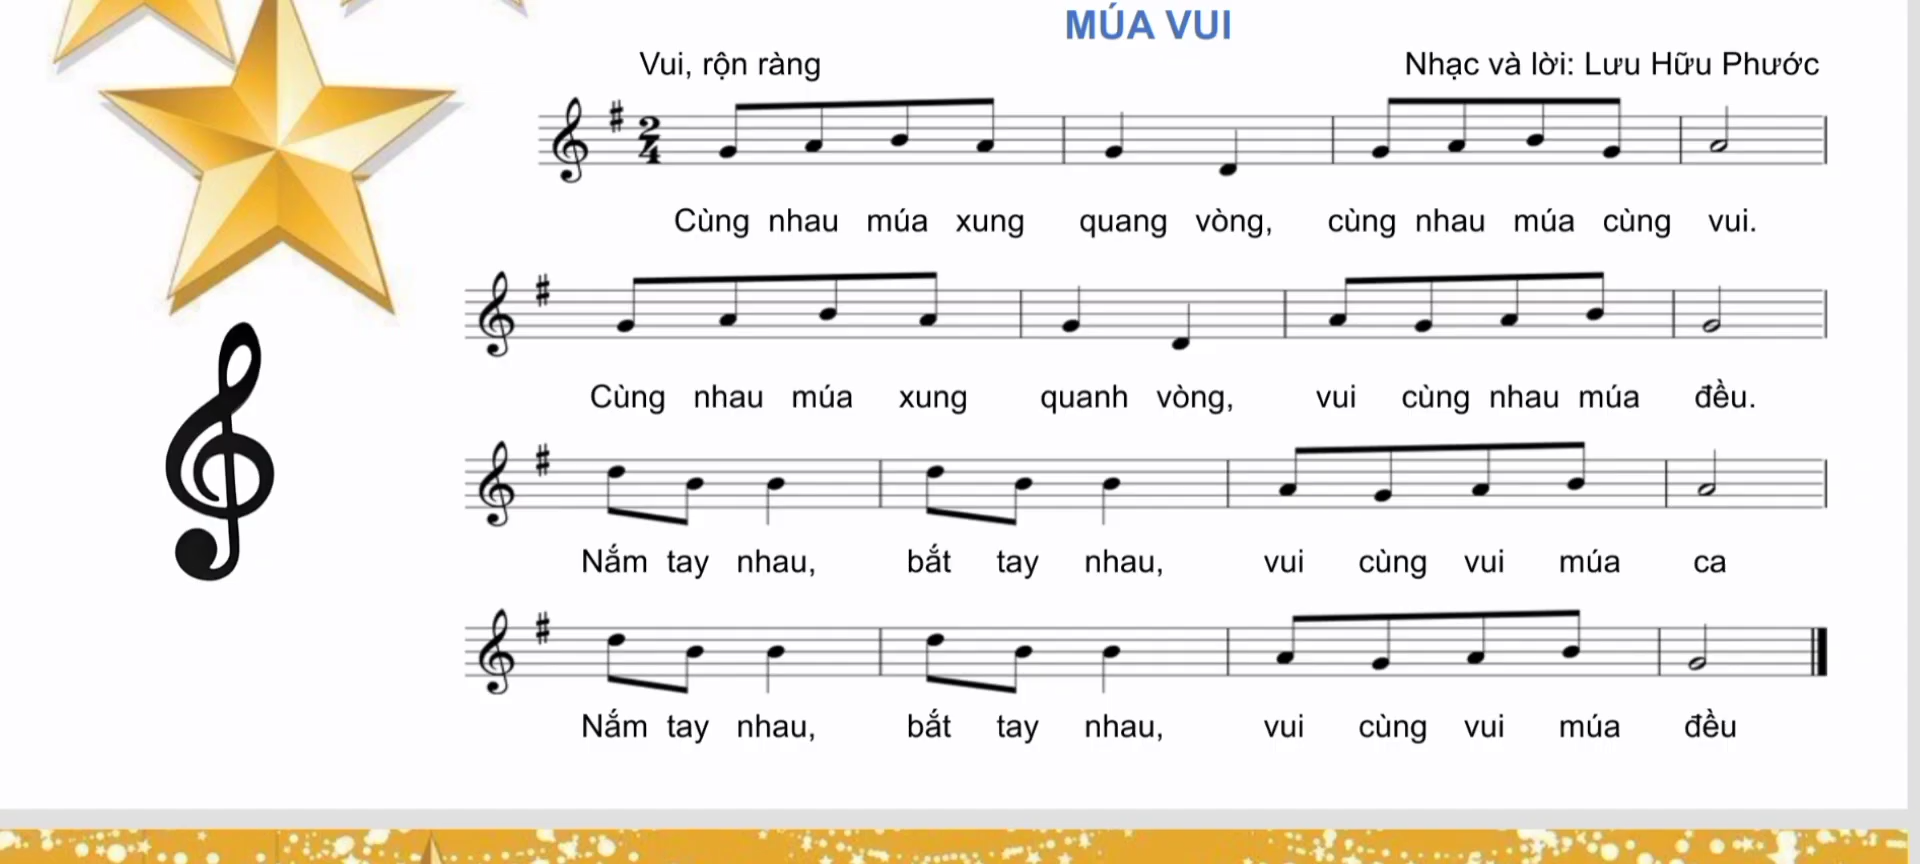 MÚA VUI
Vui, rộn ràng
Nhạc và lời: Lưu Hữu Phước
2
4
Cùng nhau múa xung quang vòng, cùng nhau múa cùng vui.
Cùng nhau múa xung quanh vòng, vui cùng nhau múa đều.
Nắm tay nhau, bắt tay nhau, vui cùng vui múa ca
Nắm tay nhau, bắt tay nhau, vui cùng vui múa đều